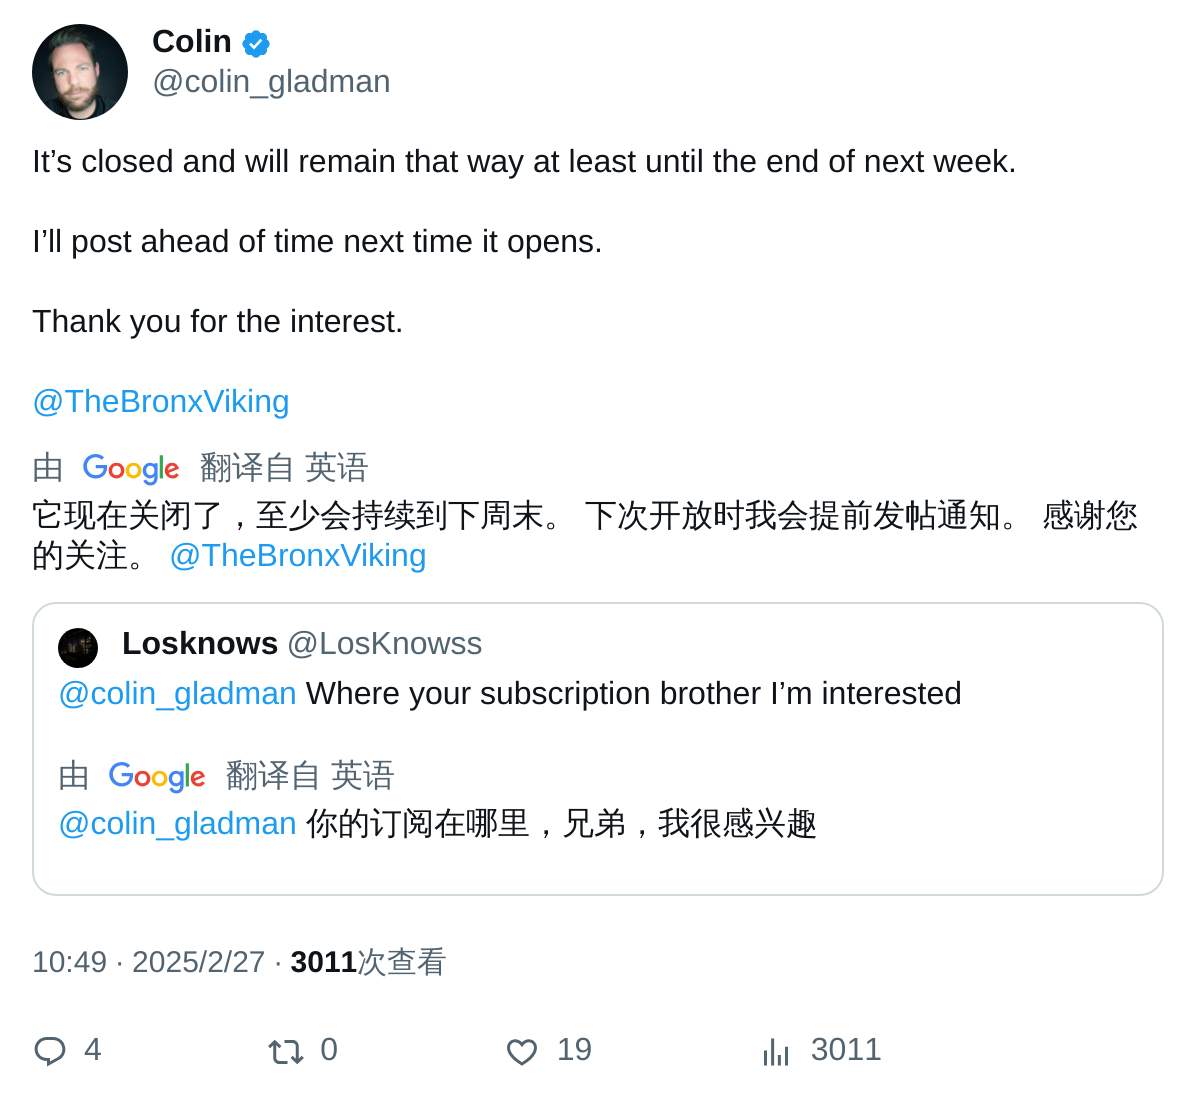 Colin
@colin_gladman
It’s closed and will remain that way at least until the end of next week.
I’ll post ahead of time next time it opens.
Thank you for the interest.
@TheBronxViking
由 Google 翻译自 英语
它现在关闭了，至少会持续到下周末。 下次开放时我会提前发帖通知。 感谢您
的关注。 @TheBronxViking
Losknows @LosKnowss
@colin_gladman Where your subscription brother I’m interested
由 Google 翻译自 英语
@colin_gladman 你的订阅在哪里，兄弟，我很感兴趣
10:49 · 2025/2/27 · 3011次查看
4 0 19 3011